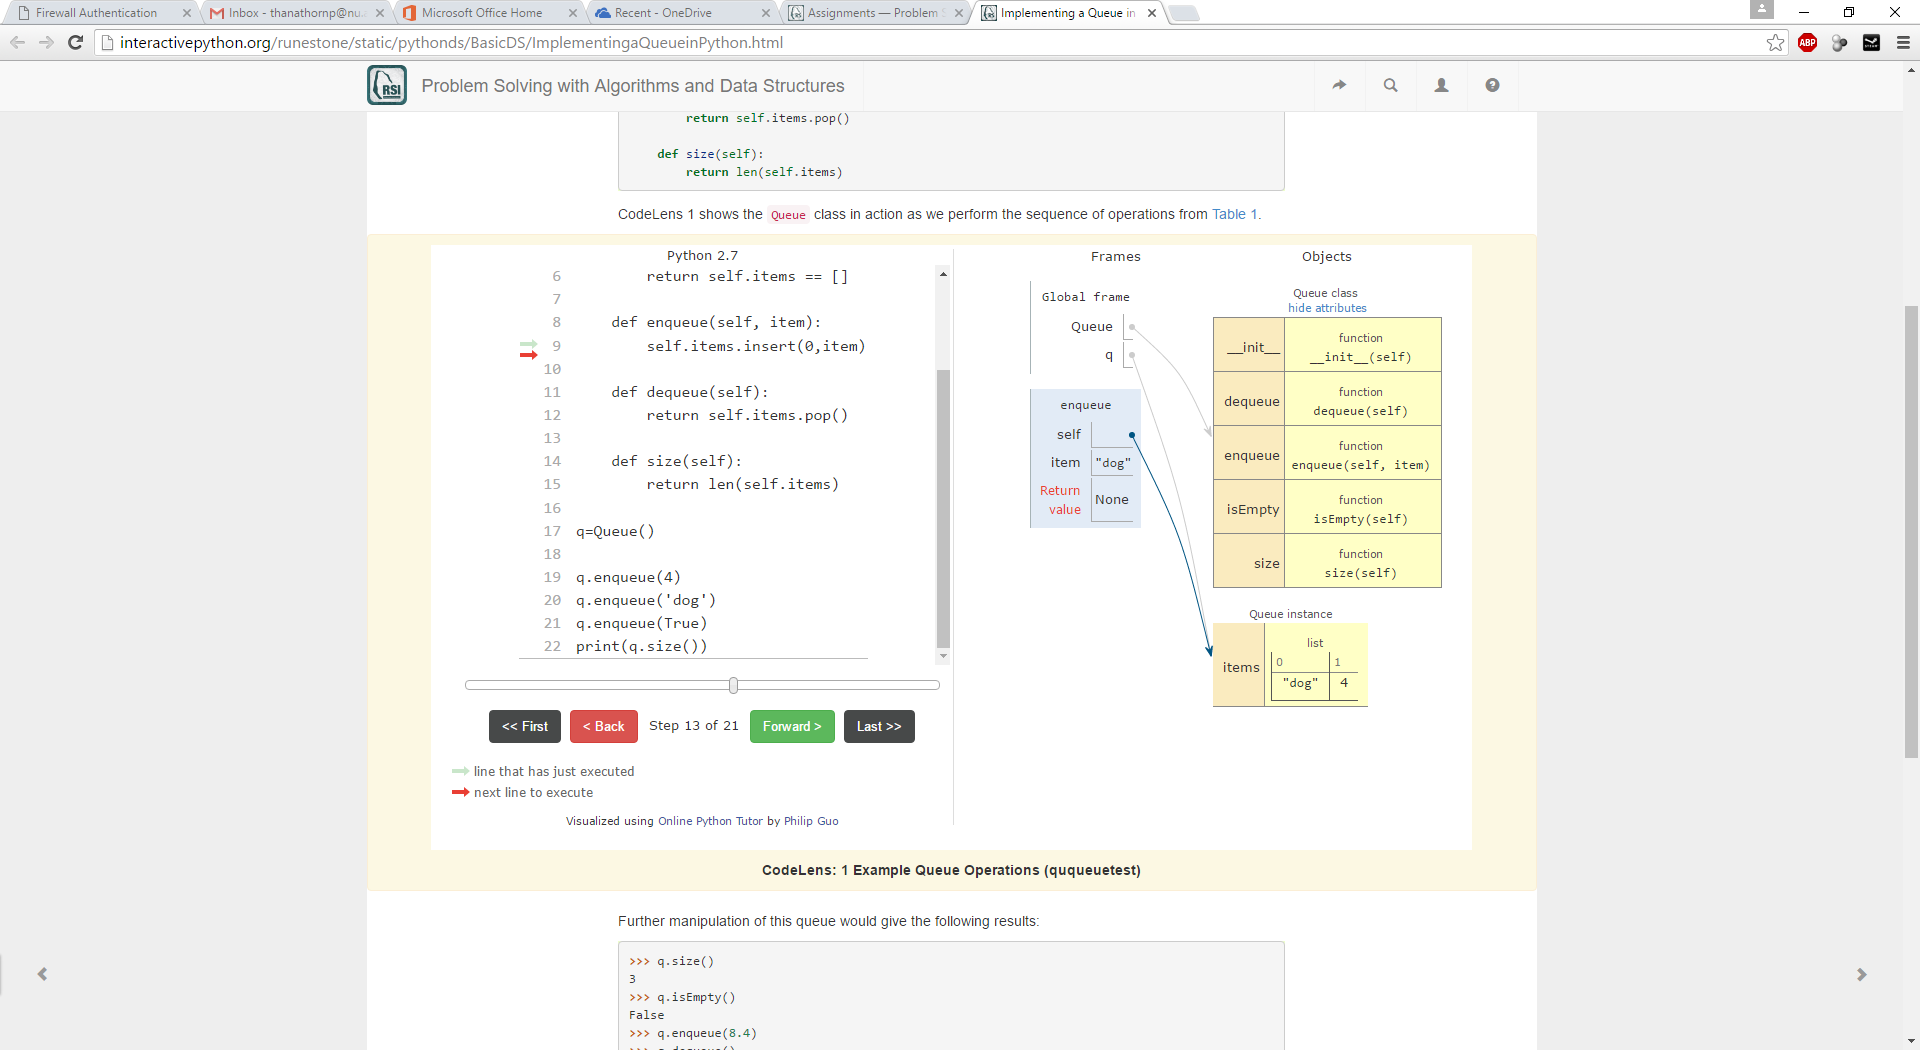 Firewall Authentication
Inbox - thanathornp@nu.
Microsoft Office Home
Recent - OneDrive
Assignments — Problem S
Implementing a Queue in
interactivepython.org/runestone/static/pythonds/BasicDS/ImplementingaQueueinPython.html
ABP
RSI
Problem Solving with Algorithms and Data Structures
return self.items.pop()
def size(self):
return len(self.items)
CodeLens 1 shows the Queue class in action as we perform the sequence of operations from Table 1.
Python 2.7
6 return self.items == []
7
8 def enqueue(self, item):
9 self.items.insert(0,item)
10
11 def dequeue(self):
12 return self.items.pop()
13
14 def size(self):
15 return len(self.items)
16
17 q=Queue()
18
19 q.enqueue(4)
20 q.enqueue('dog')
21 q.enqueue(True)
22 print(q.size())
<< First
< Back
Step 13 of 21
Forward >
Last >>
line that has just executed
next line to execute
Visualized using Online Python Tutor by Philip Guo
Frames
Objects
Global frame
Queue
q
enqueue
self
item "dog"
Return value None
Queue class
hide attributes
__init__ function __init__(self)
dequeue function dequeue(self)
enqueue function enqueue(self, item)
isEmpty function isEmpty(self)
size function size(self)
Queue instance
items
list
0 1
"dog" 4
CodeLens: 1 Example Queue Operations (ququeuetest)
Further manipulation of this queue would give the following results:
>>> q.size()
3
>>> q.isEmpty()
False
>>> q.enqueue(8.4)